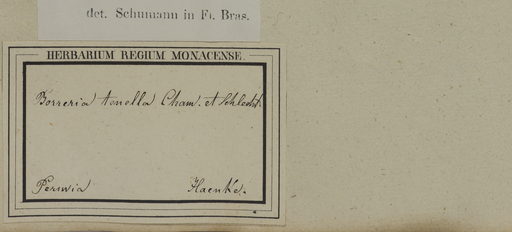 det. Schumann in Fl. Bras.
HERBARIUM REGIUM MONACENSE.
Borreria tenella Cham. et Schlecht.
Peruvia Haenke.